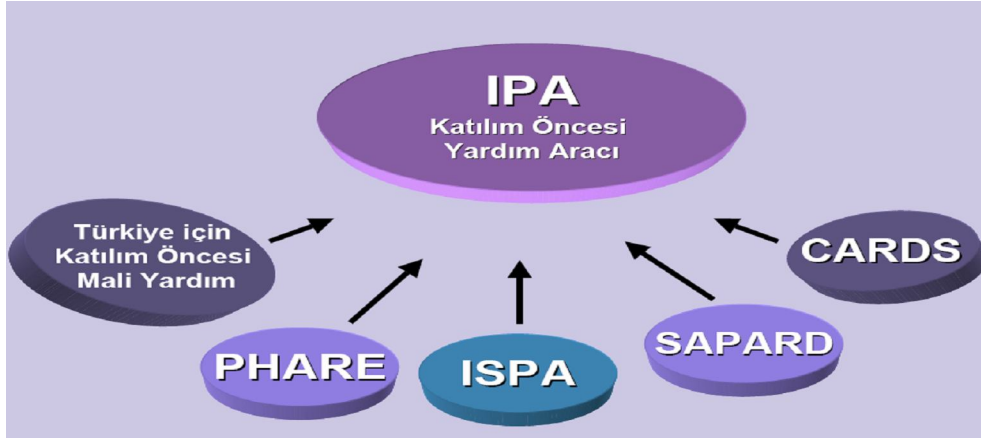 IPA
Katılım Öncesi
Yardım Aracı
Türkiye için
Katılım Öncesi
Mali Yardım
PHARE
ISPA
SAPARD
CARDS